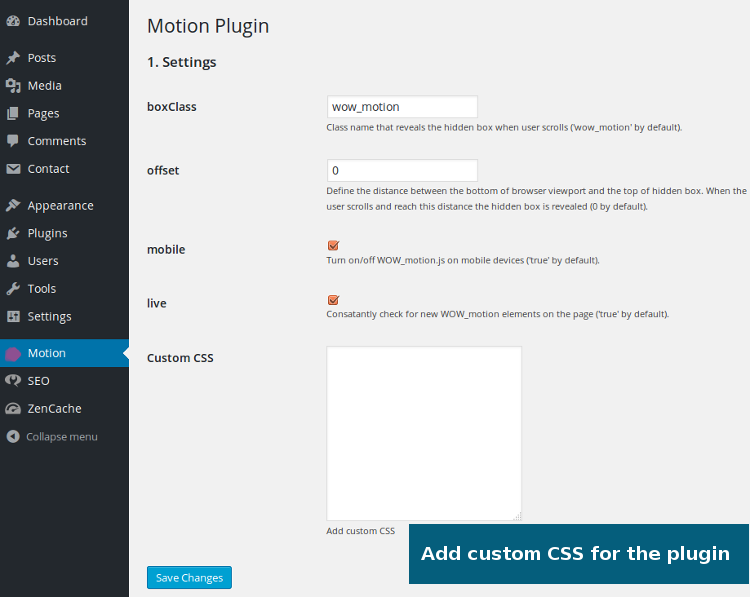 Dashboard
Posts
Media
Pages
Comments
Contact
Appearance
Plugins
Users
Tools
Settings
Motion
SEO
ZenCache
Collapse menu
Motion Plugin
1. Settings
boxClass
wow_motion
Class name that reveals the hidden box when user scrolls ('wow_motion' by default).
offset
0
Define the distance between the bottom of browser viewport and the top of hidden box. When the
user scrolls and reach this distance the hidden box is revealed (0 by default).
mobile
Turn on/off WOW_motion.js on mobile devices ('true' by default).
live
Consatantly check for new WOW_motion elements on the page ('true' by default).
Custom CSS
Add custom CSS
Add custom CSS for the plugin
Save Changes